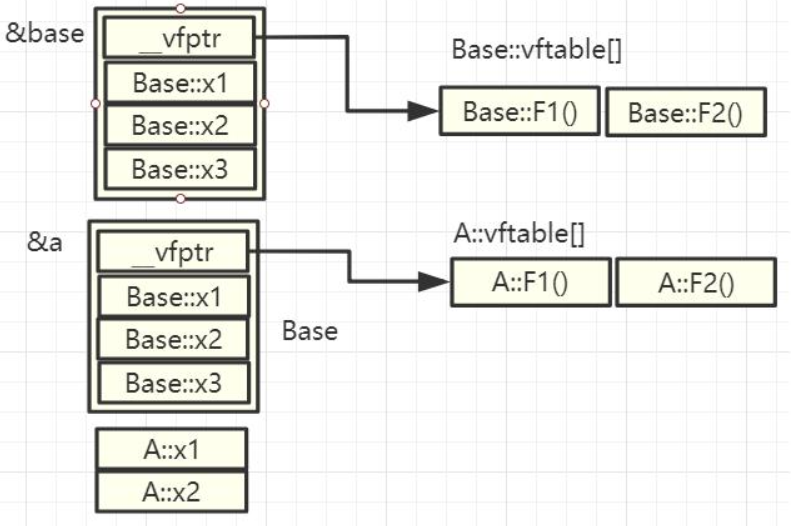 &base
__vfptr
Base::x1
Base::x2
Base::x3
Base::vftable[]
Base::F1() Base::F2()
&a
__vfptr
Base::x1
Base::x2
Base::x3
Base
A::vftable[]
A::F1() A::F2()
A::x1
A::x2